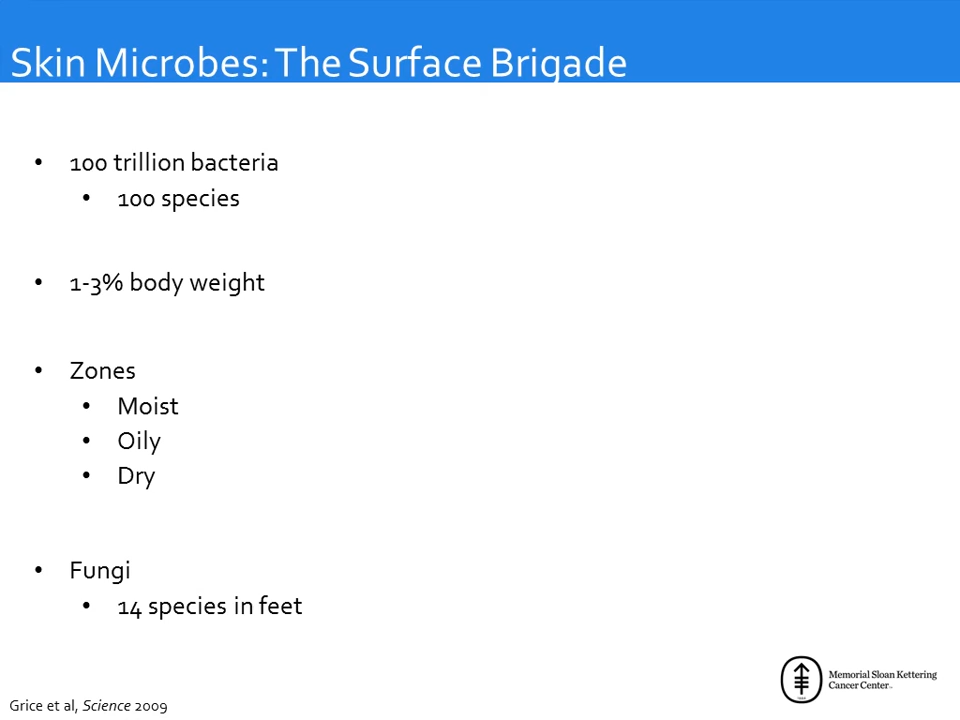 Skin Microbes: The Surface Brigade
• 100 trillion bacteria
• 100 species
• 1-3% body weight
• Zones
• Moist
• Oily
• Dry
• Fungi
• 14 species in feet
Memorial Sloan Kettering
Cancer Center
Grice et al, Science 2009